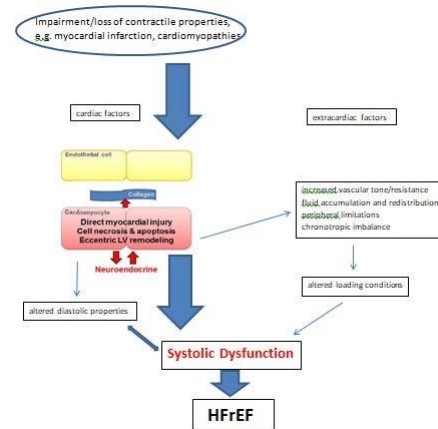 Impairment/loss of contractile properties,
e.g. myocardial infarction, cardiomyopathies
cardiac factors
extracardiac factors
Endothelial cell
Collagen
Cardiomyocyte
Direct myocardial injury
Cell necrosis & apoptosis
Eccentric LV remodeling
Neuroendocrine
increased vascular tone/resistance
fluid accumulation and redistribution
peripheral limitations
chronotropic imbalance
altered diastolic properties
altered loading conditions
Systolic Dysfunction
HFrEF